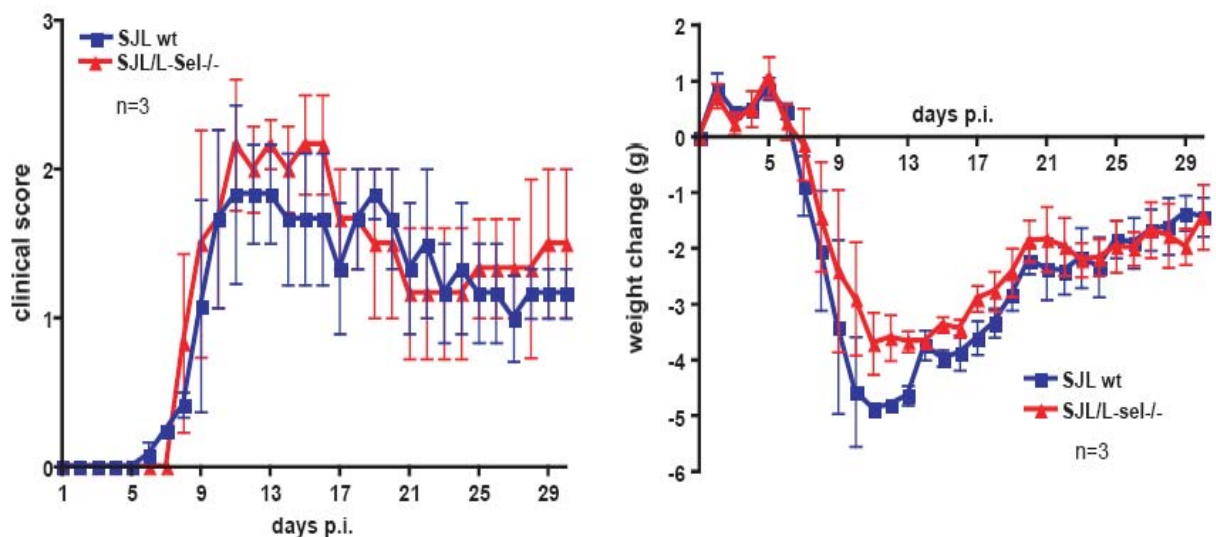 3
2
1
0
clinical score
SJL wt
SJL/L-Sel-/-
n=3
1 5 9 13 17 21 25 29
days p.i.
2
1
0
-1
-2
-3
-4
-5
-6
weight change (g)
days p.i.
5 9 13 17 21 25 29
SJL wt
SJL/L-sel-/-
n=3